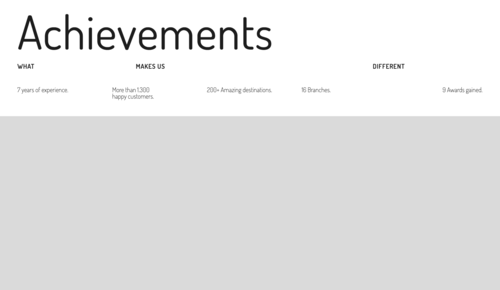 Achievements
WHAT MAKES US DIFFERENT
7 years of experience.
More than 1,300
happy customers.
200+ Amazing destinations.
16 Branches.
9 Awards gained.